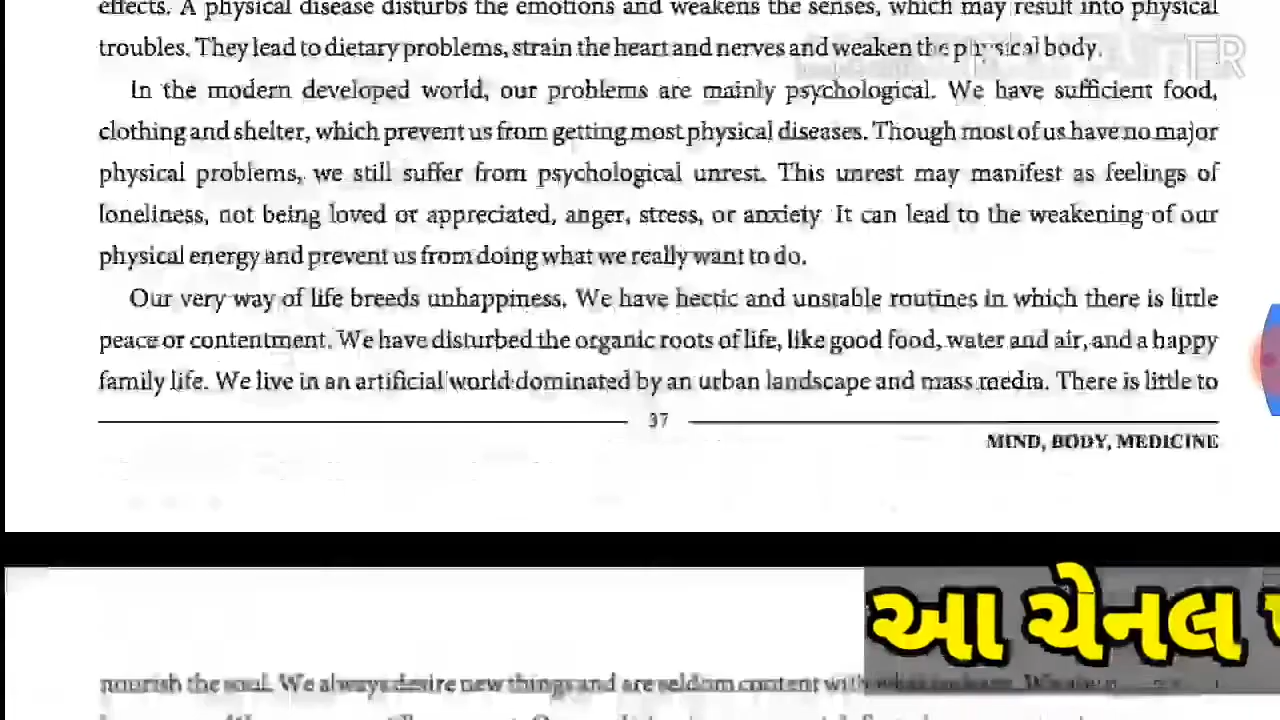 effects. A physical disease disturbs the emotions and weakens the senses, which may result into physical
troubles. They lead to dietary problems, strain the heart and nerves and weaken the physical body.
In the modern developed world, our problems are mainly psychological. We have sufficient food,
clothing and shelter, which prevent us from getting most physical diseases. Though most of us have no major
physical problems, we still suffer from psychological unrest. This unrest may manifest as feelings of
loneliness, not being loved or appreciated, anger, stress, or anxiety It can lead to the weakening of our
physical energy and prevent us from doing what we really want to do.
Our very way of life breeds unhappiness. We have hectic and unstable routines in which there is little
peace or contentment. We have disturbed the organic roots of life, like good food, water and air, and a happy
family life. We live in an artificial world dominated by an urban landscape and mass media. There is little to
37
MIND, BODY, MEDICINE
આ ચેનલ
nourish the soul. We always desire new things and are seldom content with